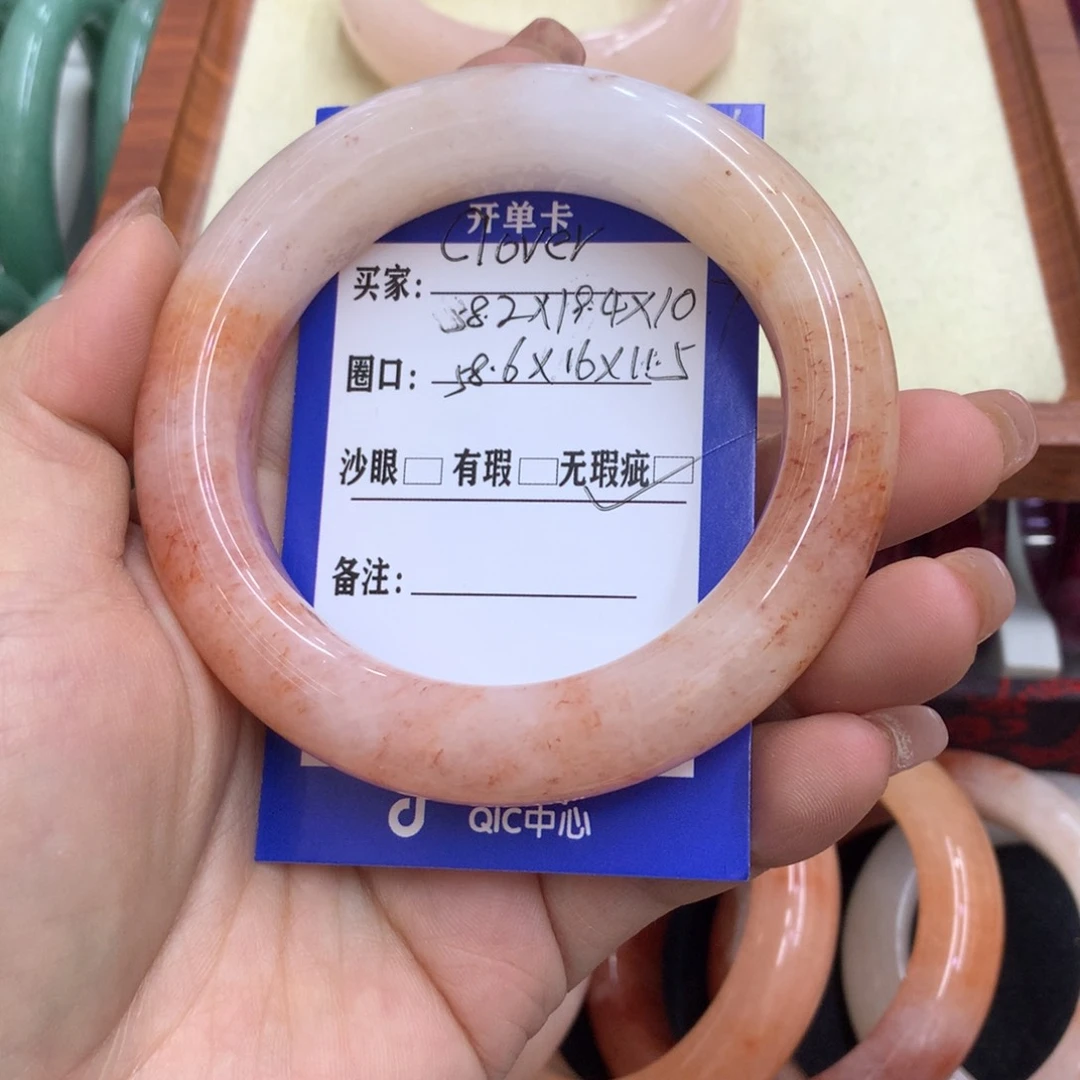 开单卡
Clover
买家:
58.2X19.4X10
圈口: 58.6X16X11.5
沙眼□ 有瑕□ 无瑕疵□
备注:
QIC中心